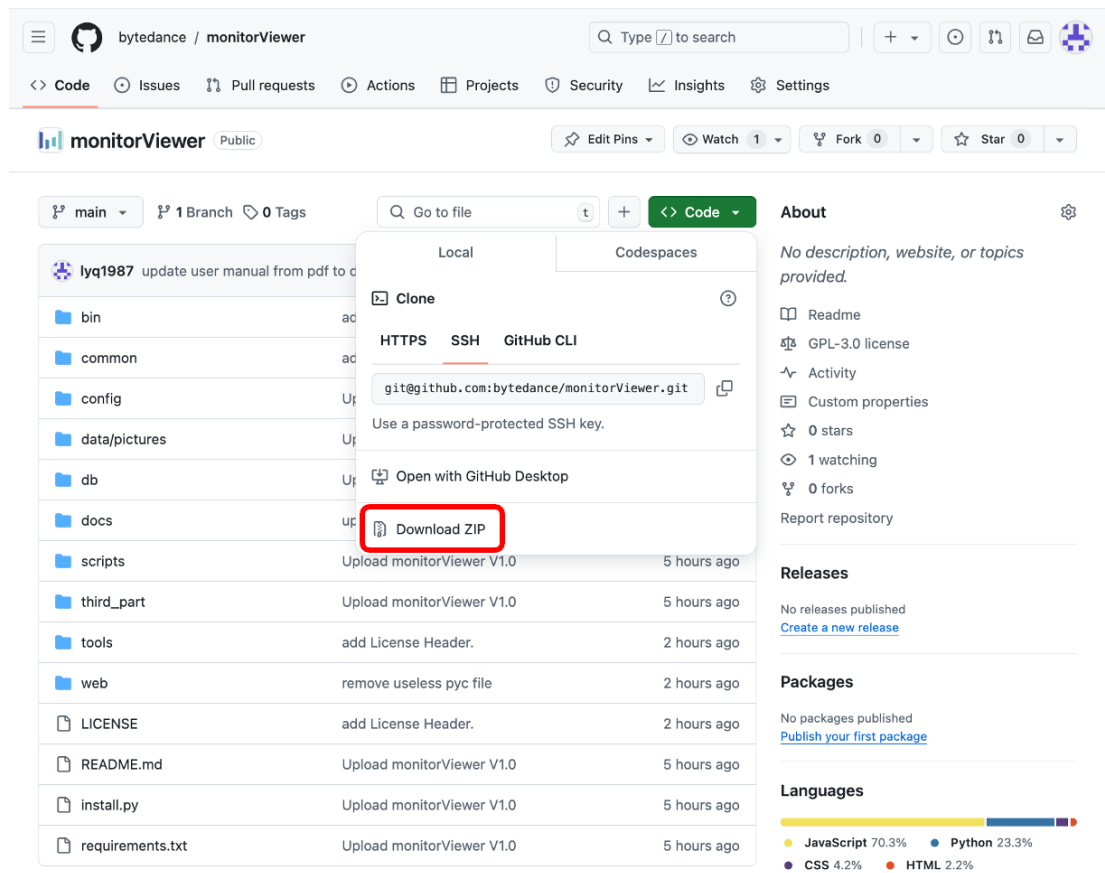 bytedance / monitorViewer
Type / to search
Code Issues Pull requests Actions Projects Security Insights Settings
monitorViewer Public
Edit Pins Watch 1 Fork 0 Star 0
main 1 Branch 0 Tags
Go to file t
Code
Local Codespaces
Clone
HTTPS SSH GitHub CLI
git@github.com:bytedance/monitorViewer.git
Use a password-protected SSH key.
Open with GitHub Desktop
Download ZIP
lyq1987 update user manual from pdf to d
bin ad
common ad
config Up
data/pictures Up
db Up
docs up
scripts Upload monitorViewer V1.0 5 hours ago
third_part Upload monitorViewer V1.0 5 hours ago
tools add License Header. 2 hours ago
web remove useless pyc file 2 hours ago
LICENSE add License Header. 2 hours ago
README.md Upload monitorViewer V1.0 5 hours ago
install.py Upload monitorViewer V1.0 5 hours ago
requirements.txt Upload monitorViewer V1.0 5 hours ago
About
No description, website, or topics
provided.
Readme
GPL-3.0 license
Activity
Custom properties
0 stars
1 watching
0 forks
Report repository
Releases
No releases published
Create a new release
Packages
No packages published
Publish your first package
Languages
JavaScript 70.3% Python 23.3%
CSS 4.2% HTML 2.2%